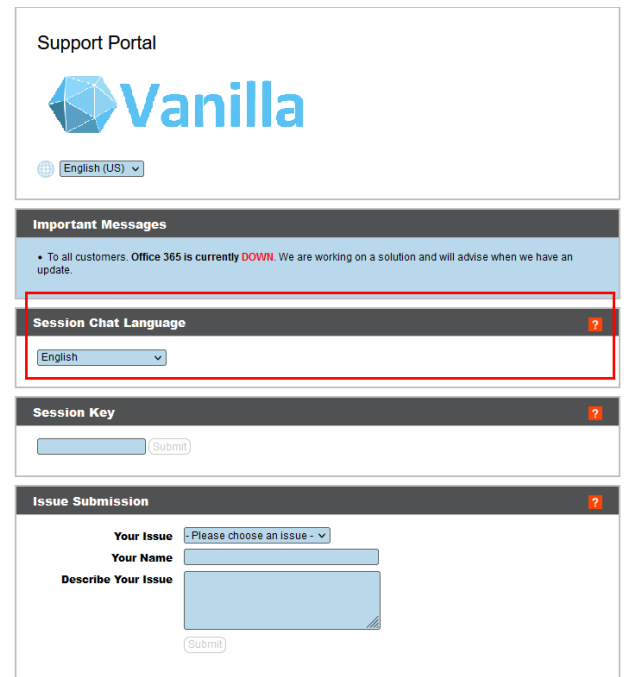 Support Portal
Vanilla
English (US)
Important Messages
• To all customers. Office 365 is currently DOWN. We are working on a solution and will advise when we have an
update.
Session Chat Language ?
English
Session Key ?
Submit
Issue Submission ?
Your Issue - Please choose an issue -
Your Name
Describe Your Issue
Submit